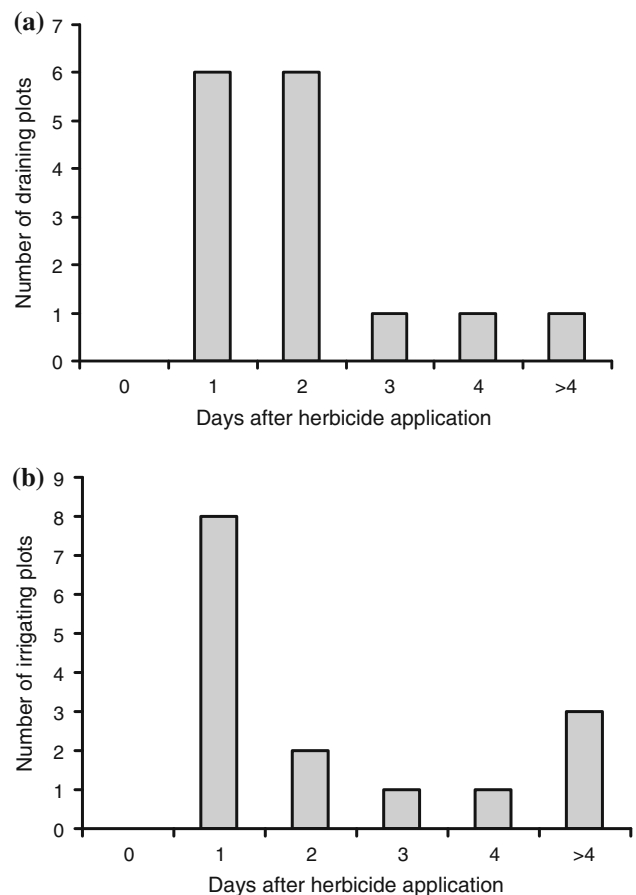 (a)
Number of draining plots
7
6
5
4
3
2
1
0
0 1 2 3 4 >4
Days after herbicide application
(b)
Number of irrigating plots
9
8
7
6
5
4
3
2
1
0
0 1 2 3 4 >4
Days after herbicide application